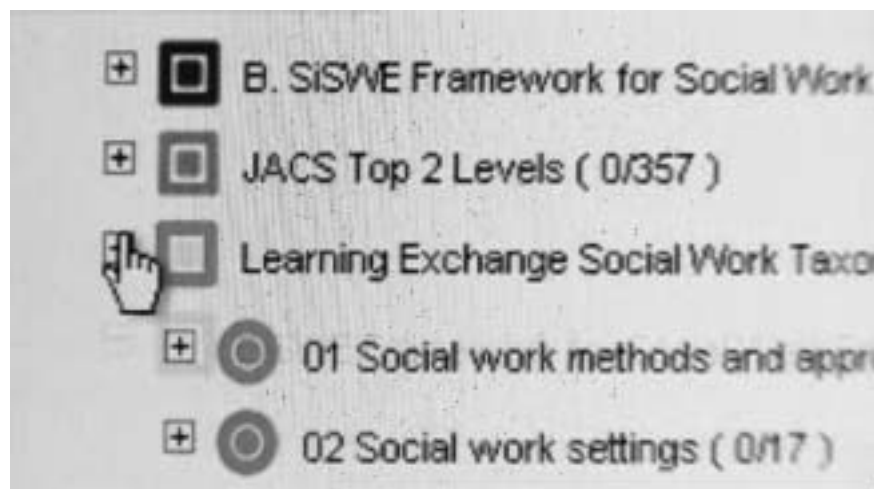 B. SiSWE Framework for Social Work
JACS Top 2 Levels ( 0/357 )
Learning Exchange Social Work
01 Social work methods and
02 Social work settings ( 0/17 )